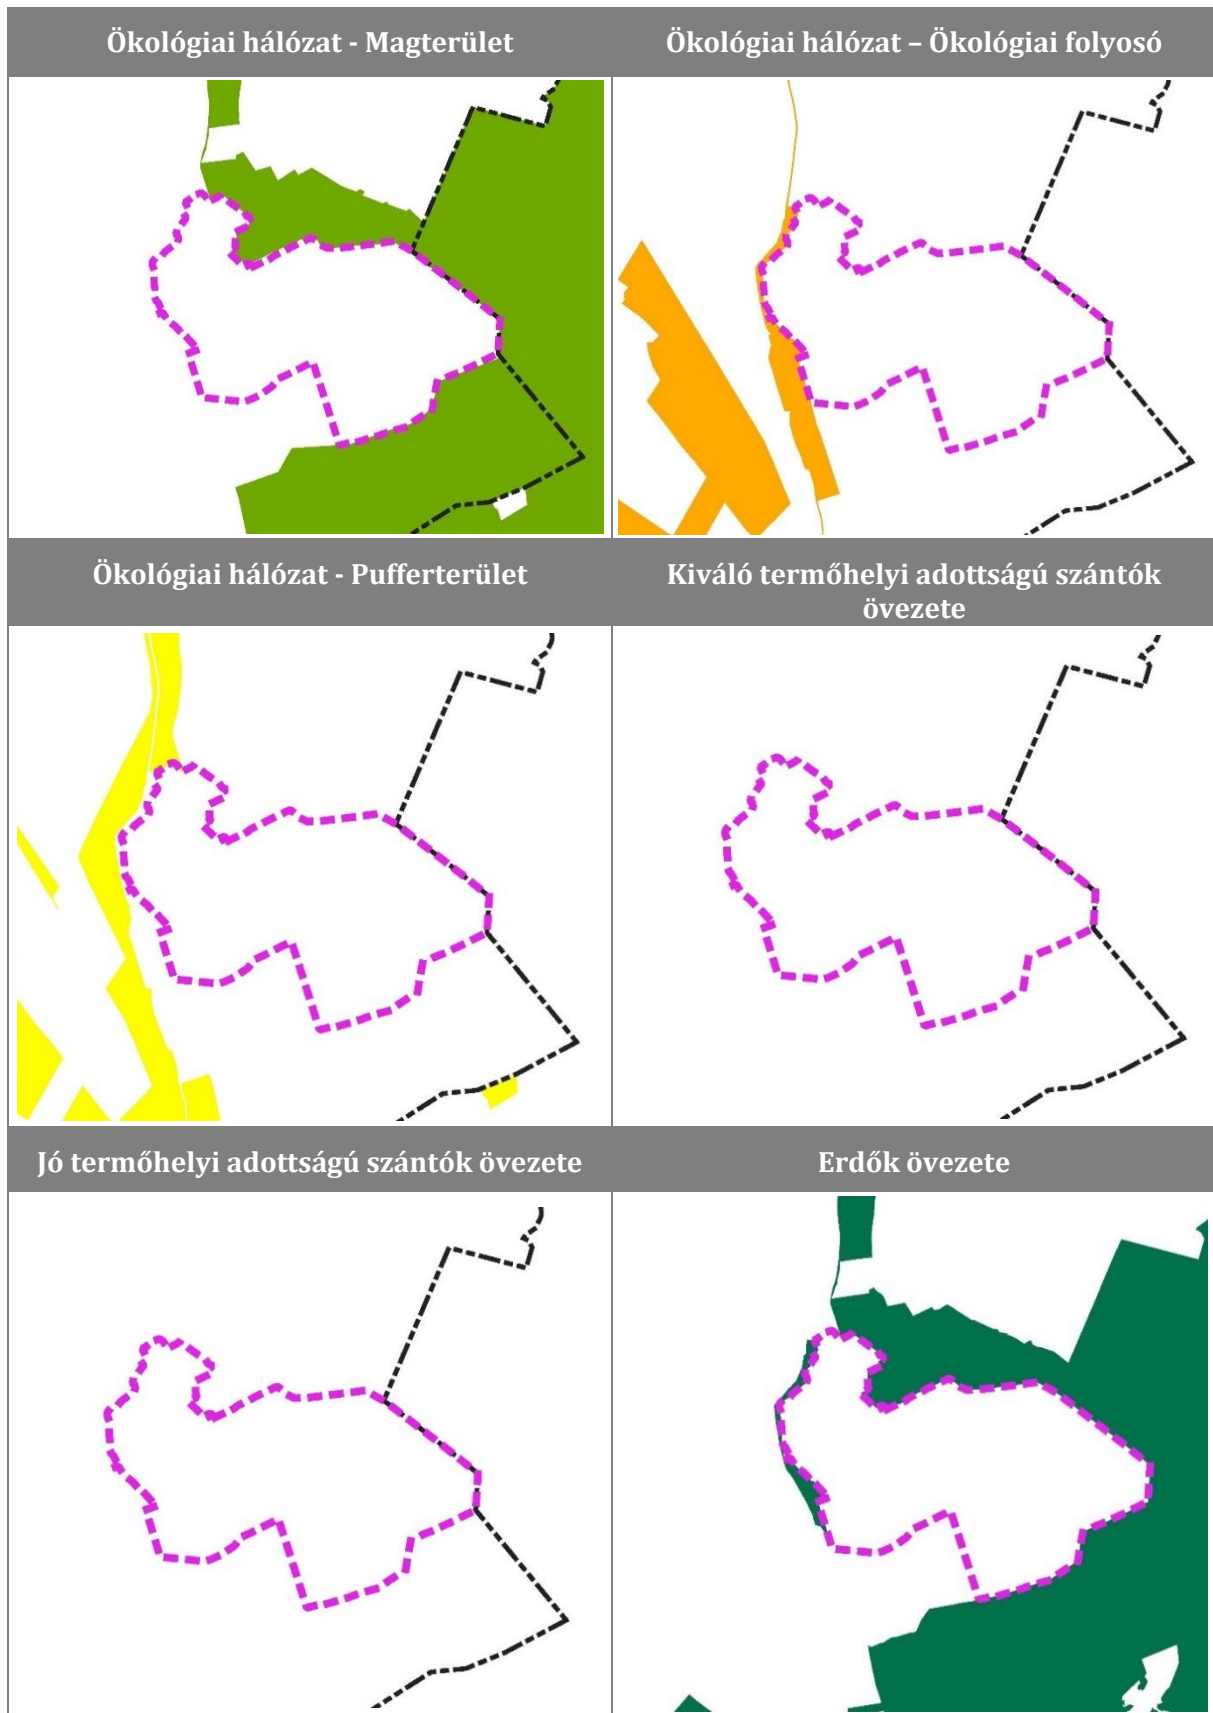 Ökológiai hálózat - Magterület
Ökológiai hálózat – Ökológiai folyosó
Ökológiai hálózat - Pufferterület
Kiváló termőhelyi adottságú szántók
övezete
Jó termőhelyi adottságú szántók övezete
Erdők övezete